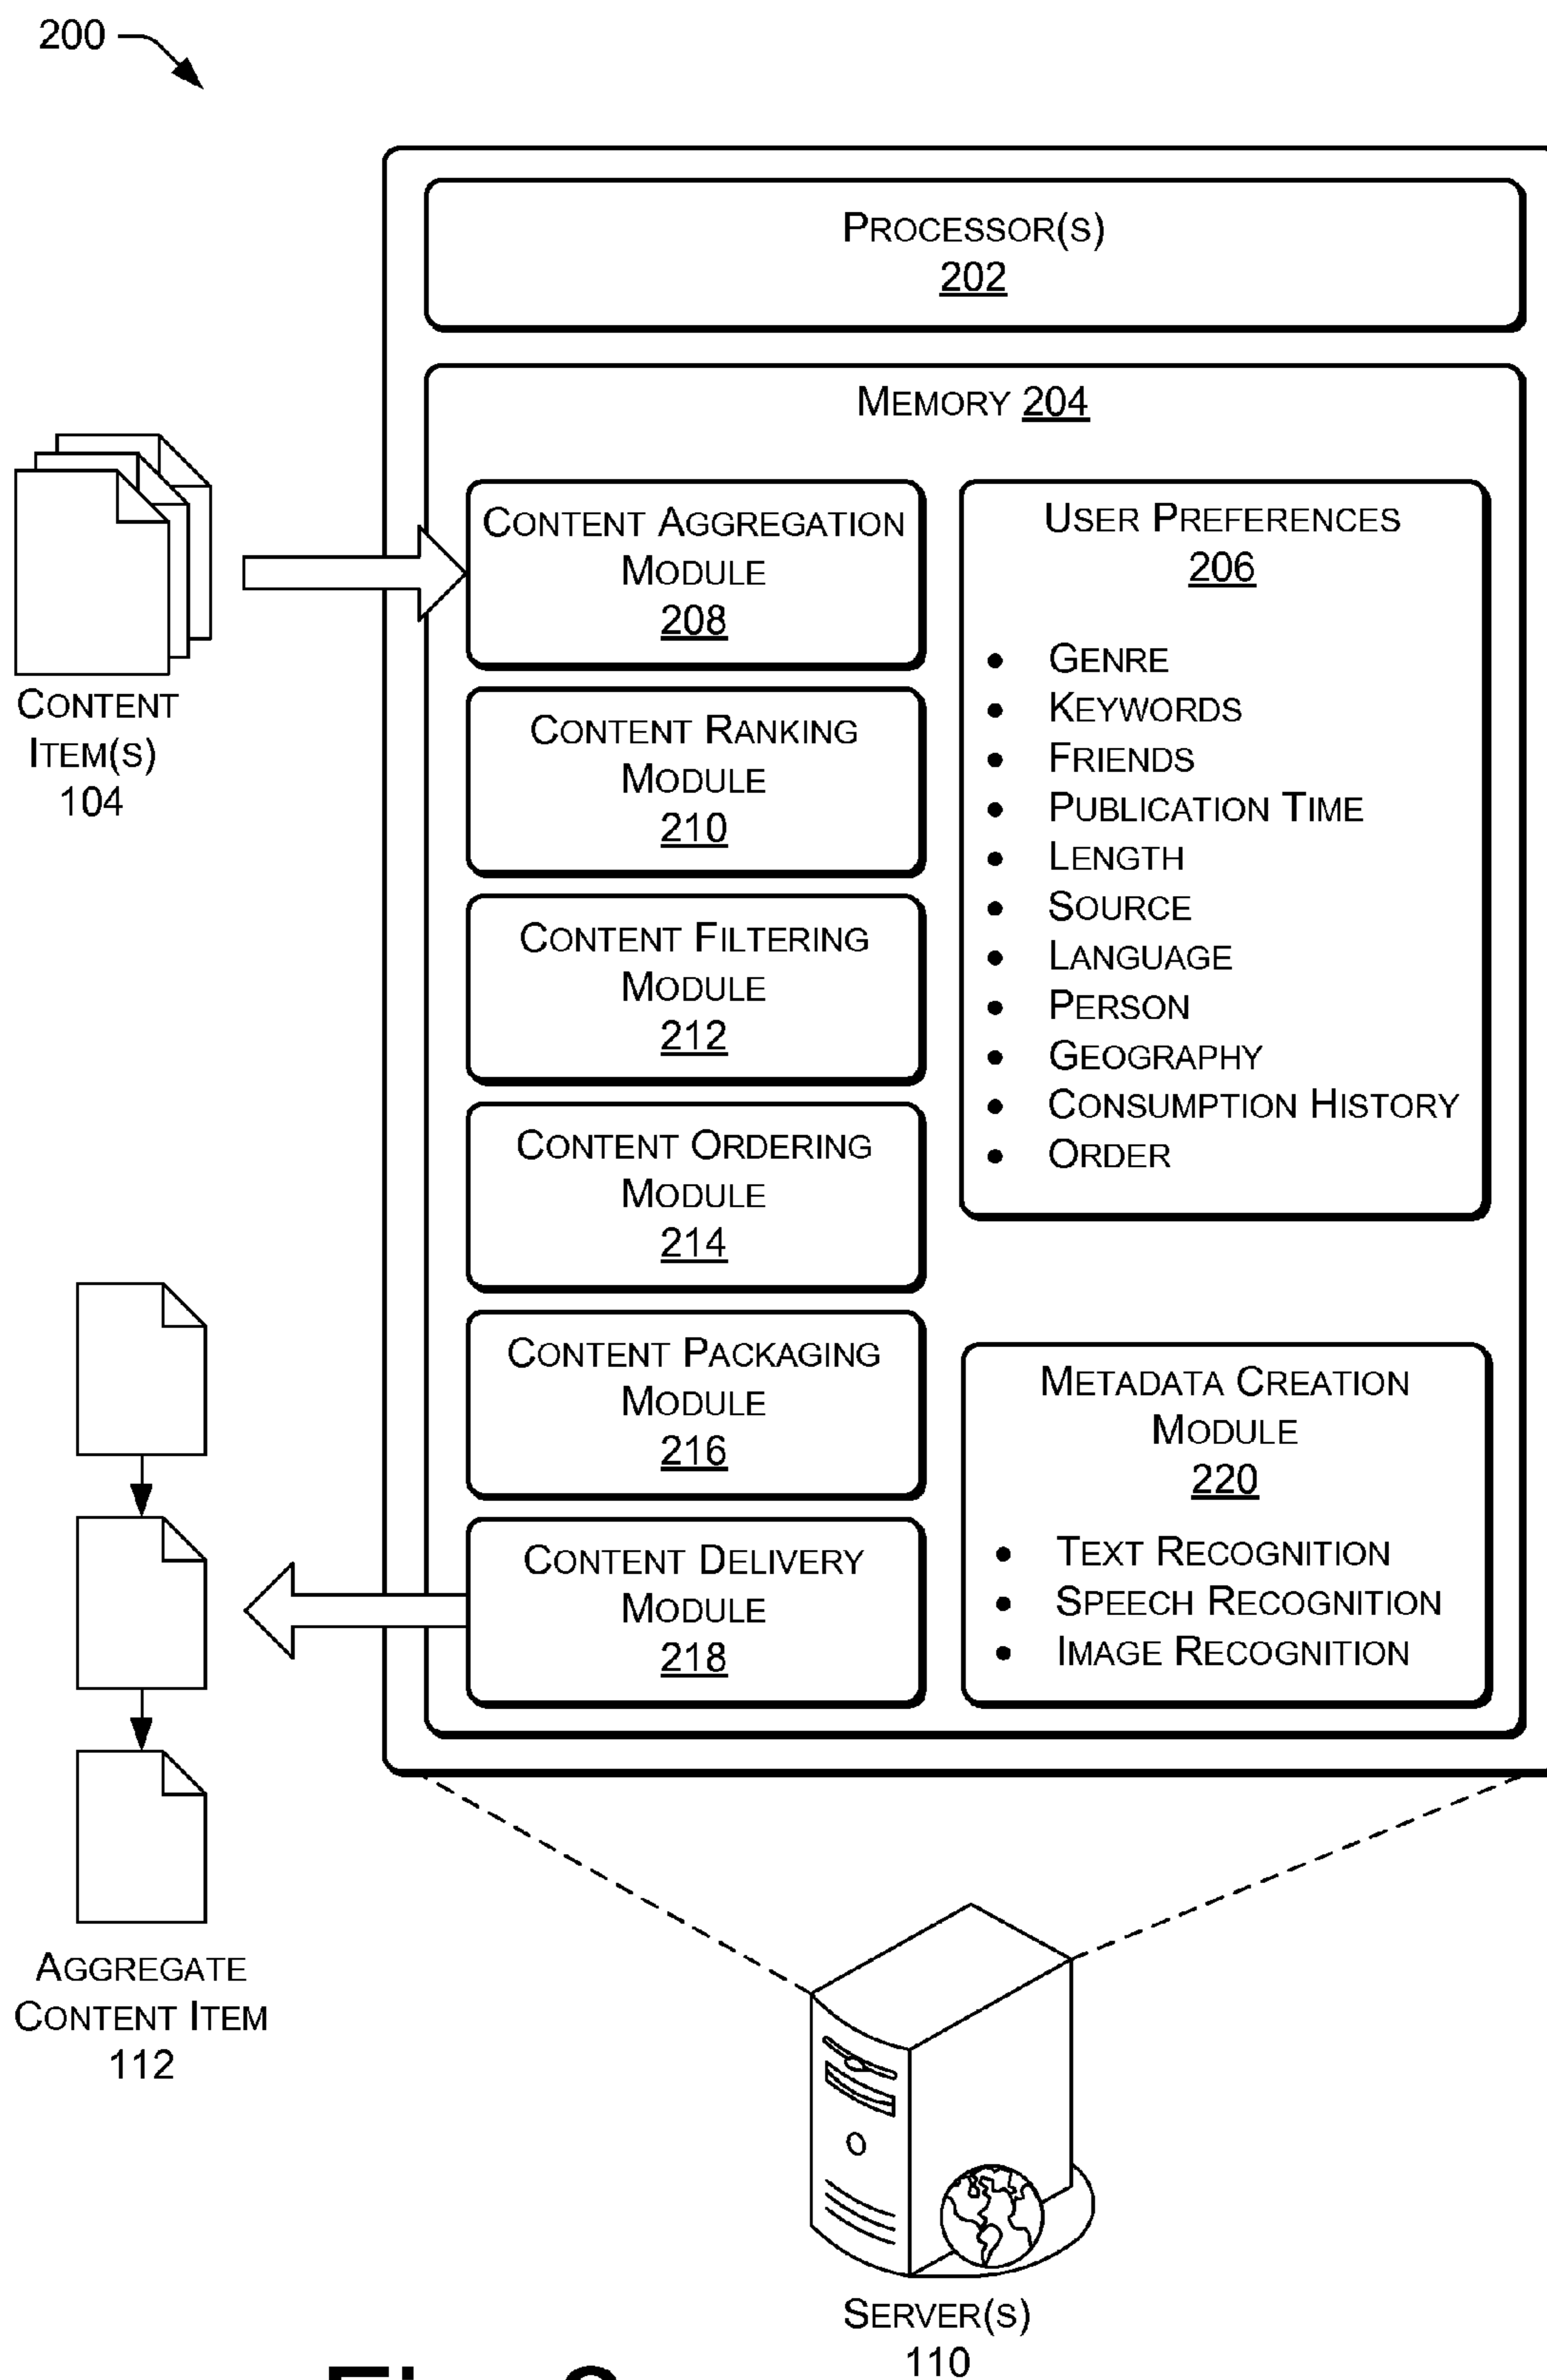 200
PROCESSOR(S)
202
MEMORY 204
CONTENT AGGREGATION
MODULE
208
CONTENT RANKING
MODULE
210
CONTENT FILTERING
MODULE
212
CONTENT ORDERING
MODULE
214
CONTENT PACKAGING
MODULE
216
CONTENT DELIVERY
MODULE
218
USER PREFERENCES
206
• GENRE
• KEYWORDS
• FRIENDS
• PUBLICATION TIME
• LENGTH
• SOURCE
• LANGUAGE
• PERSON
• GEOGRAPHY
• CONSUMPTION HISTORY
• ORDER
METADATA CREATION
MODULE
220
• TEXT RECOGNITION
• SPEECH RECOGNITION
• IMAGE RECOGNITION
CONTENT
ITEM(S)
104
AGGREGATE
CONTENT ITEM
112
SERVER(S)
110